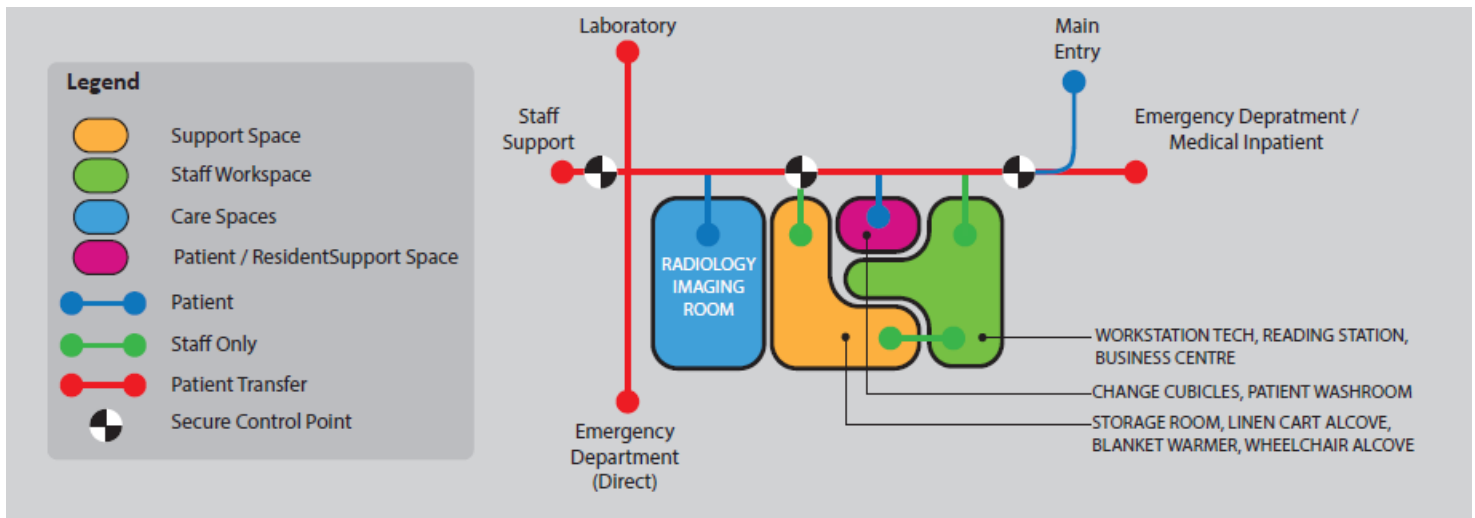 Legend
Support Space
Staff Workspace
Care Spaces
Patient / ResidentSupport Space
Patient
Staff Only
Patient Transfer
Secure Control Point
Laboratory
Main
Entry
Staff
Support
Emergency Depratment /
Medical Inpatient
RADIOLOGY
IMAGING
ROOM
WORKSTATION TECH, READING STATION,
BUSINESS CENTRE
CHANGE CUBICLES, PATIENT WASHROOM
STORAGE ROOM, LINEN CART ALCOVE,
BLANKET WARMER, WHEELCHAIR ALCOVE
Emergency
Department
(Direct)